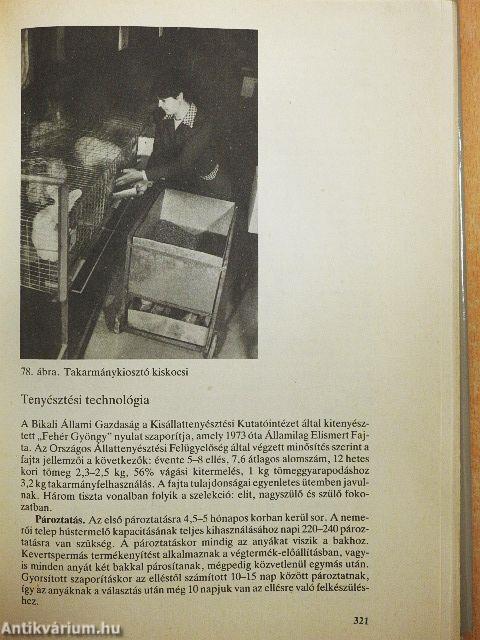 78. ábra. Takarmánykiosztó kiskocsi
Tenyésztési technológia
A Bikali Állami Gazdaság a Kisállattenyésztési Kutatóintézet által kitenyész-
tett „Fehér Gyöngy” nyulat szaporítja, amely 1973 óta Államilag Elismert Faj-
ta. Az Országos Állattenyésztési Felügyelőség által végzett minősítés szerint a
fajta jellemzői a következők: évente 5–8 ellés, 7,6 átlagos alomszám, 12 hetes
kori tömeg 2,3–2,5 kg, 56% vágási kitermelés, 1 kg tömeggyarapodáshoz
3,2 kg takarmányfelhasználás. A fajta tulajdonságai egyenletes ütemben javul-
nak. Három tiszta vonalban folyik a szelekció: elit, nagyszülő és szülő foko-
zatban.
Pároztatás. Az első pároztatásra 4,5–5 hónapos korban kerül sor. A neme-
rői telep hústermelő kapacitásának teljes kihasználásához napi 220–240 pároz-
tatásra van szükség. A pároztatáskor mindig az anyákat viszik a bakhoz.
Kevertspermás termékenyítést alkalmaznak a végtermék-előállításban, vagy-
is minden anyát két bakkal párosítanak, mégpedig közvetlenül egymás után.
Gyorsított szaporításkor az elléstől számított 10–15 nap között pároztatnak,
így az anyáknak a választás után még 10 napjuk van az ellésre való felkészülés-
hez.
321
Antikvárium.hu